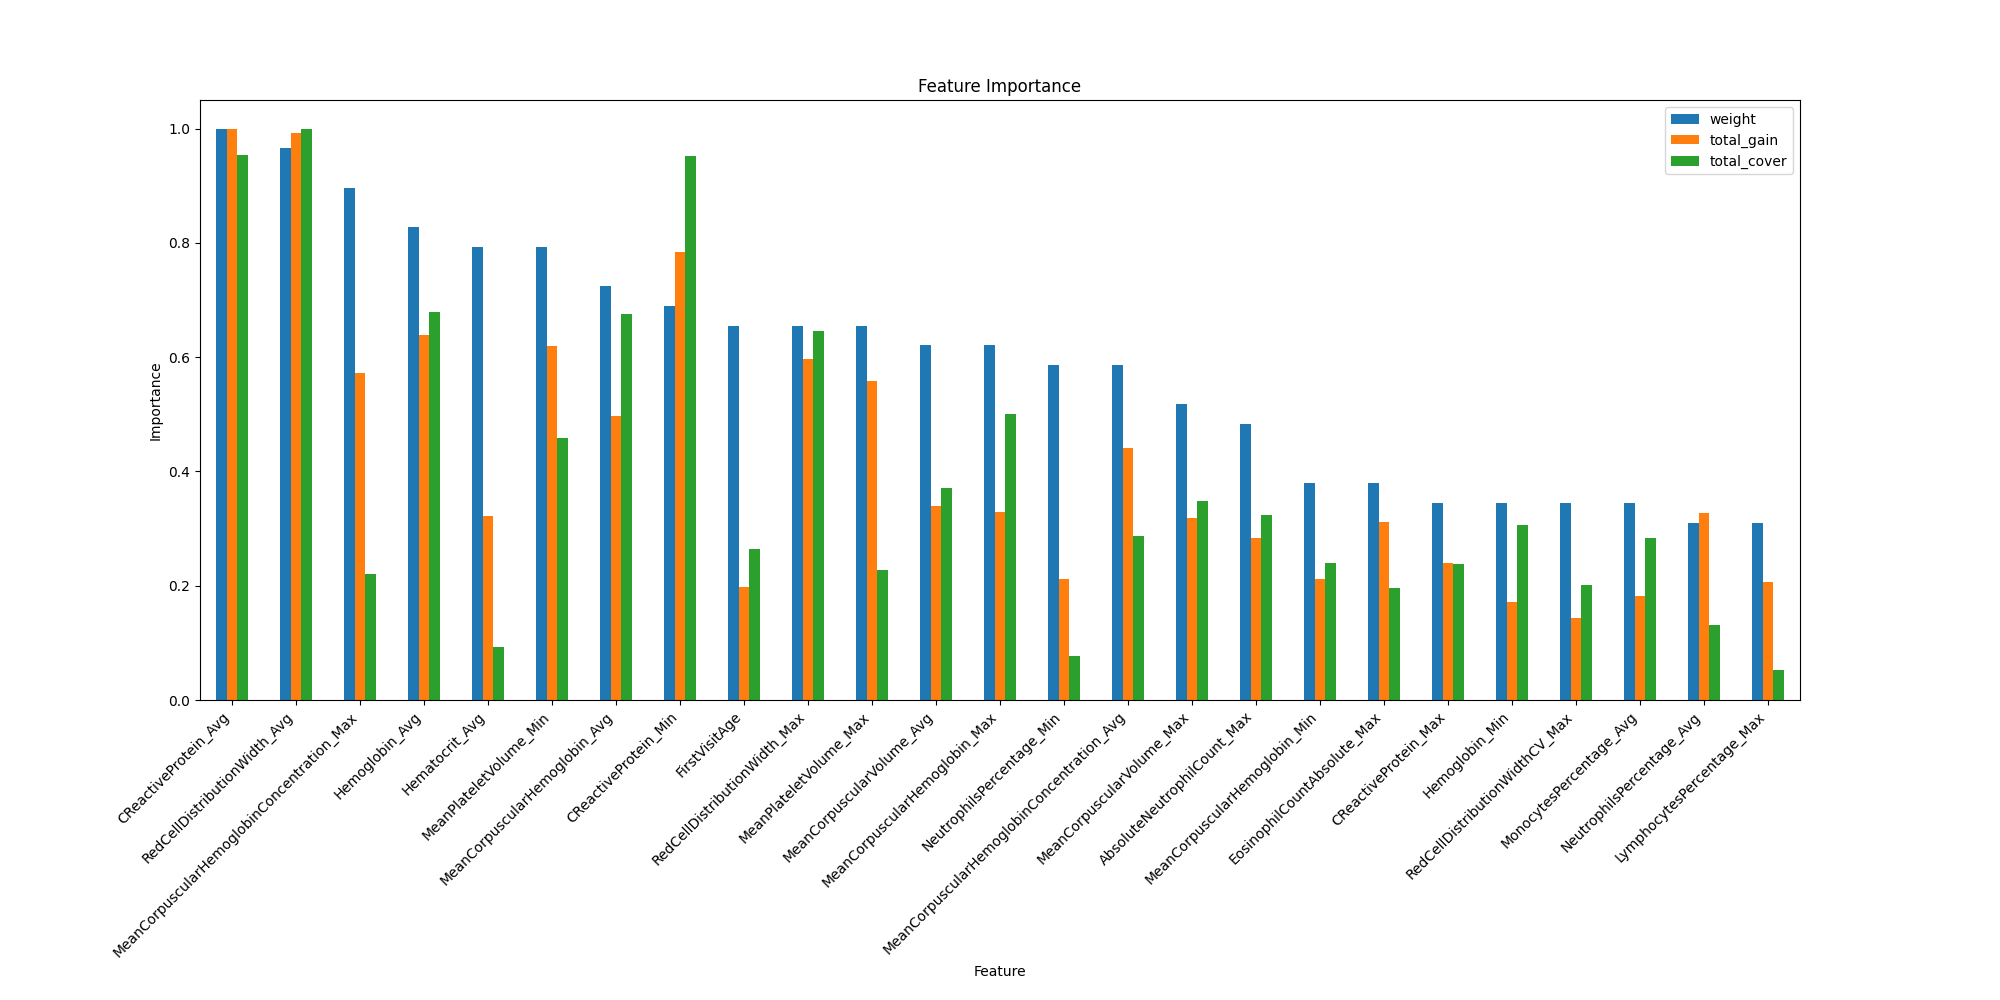 Feature Importance
weight
total_gain
total_cover
Importance
1.0
0.8
0.6
0.4
0.2
0.0
CReactiveProtein_Avg
RedCellDistributionWidth_Avg
MeanCorpuscularHemoglobinConcentration_Max
Hemoglobin_Avg
Hematocrit_Avg
MeanPlateletVolume_Min
MeanCorpuscularHemoglobin_Avg
CReactiveProtein_Min
FirstVisitAge
RedCellDistributionWidth_Max
MeanPlateletVolume_Max
MeanCorpuscularVolume_Avg
MeanCorpuscularHemoglobin_Max
NeutrophilsPercentage_Min
MeanCorpuscularHemoglobinConcentration_Avg
MeanCorpuscularVolume_Max
AbsoluteNeutrophilCount_Max
MeanCorpuscularHemoglobin_Min
EosinophilCountAbsolute_Max
CReactiveProtein_Max
Hemoglobin_Min
RedCellDistributionWidthCV_Max
MonocytesPercentage_Avg
NeutrophilsPercentage_Avg
LymphocytesPercentage_Max
Feature